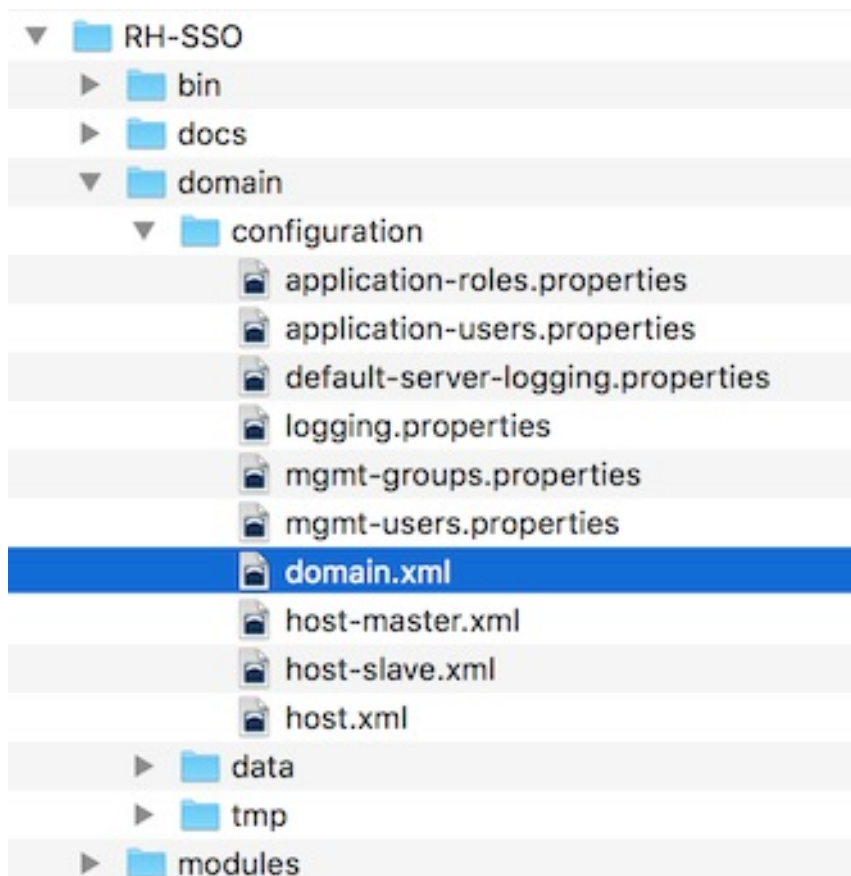 RH-SSO
bin
docs
domain
configuration
application-roles.properties
application-users.properties
default-server-logging.properties
logging.properties
mgmt-groups.properties
mgmt-users.properties
domain.xml
host-master.xml
host-slave.xml
host.xml
data
tmp
modules